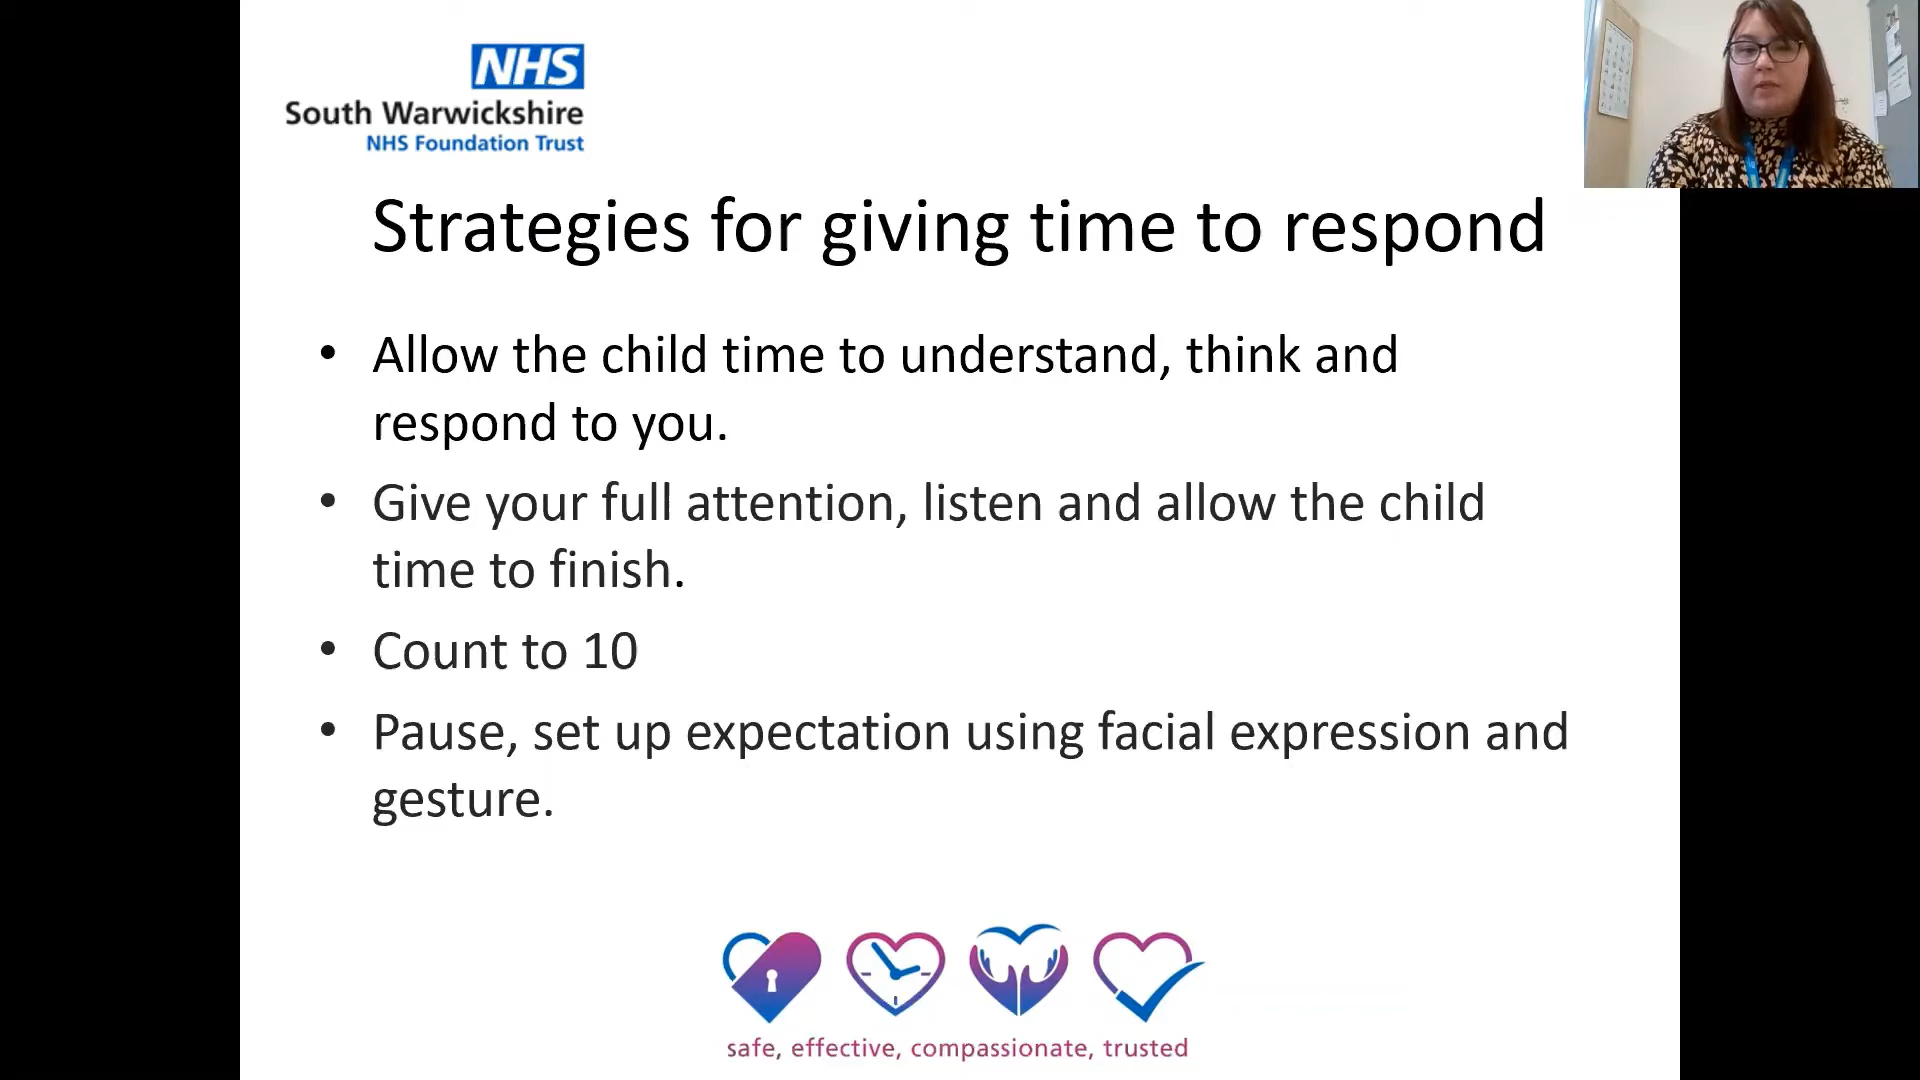 NHS
South Warwickshire
NHS Foundation Trust
Strategies for giving time to respond
• Allow the child time to understand, think and
respond to you.
• Give your full attention, listen and allow the child
time to finish.
• Count to 10
• Pause, set up expectation using facial expression and
gesture.
safe, effective, compassionate, trusted